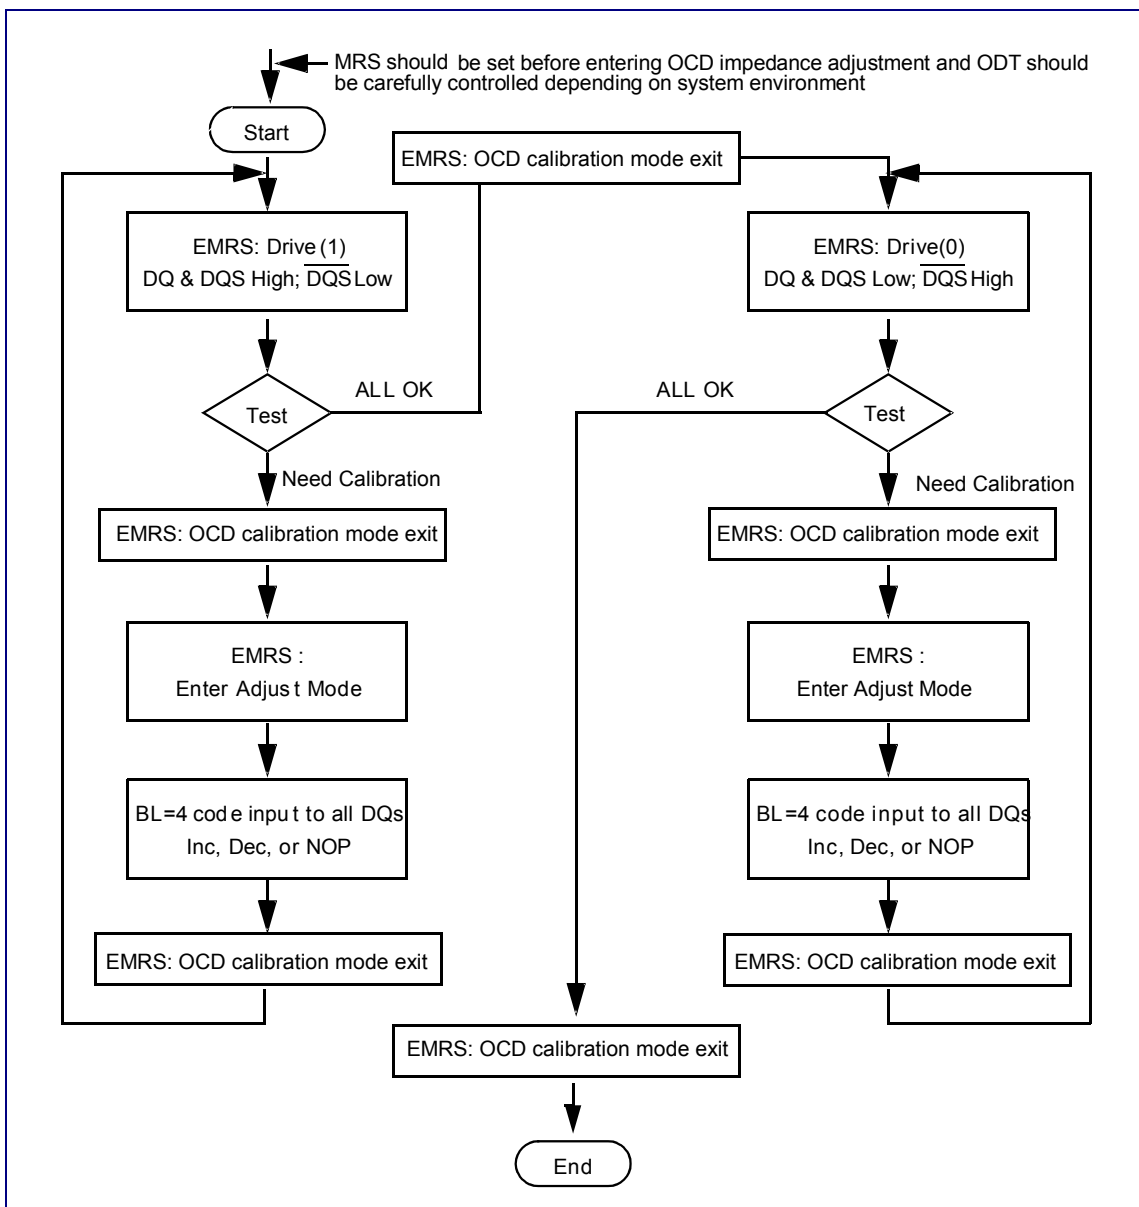 MRS should be set before entering OCD impedance adjustment and ODT should
be carefully controlled depending on system environment
Start
EMRS: OCD calibration mode exit
EMRS: Drive(1)
DQ & DQS High; D̅Q̅S̅ Low
Test
ALL OK
Need Calibration
EMRS: OCD calibration mode exit
EMRS :
Enter Adjust Mode
BL=4 code input to all DQs
Inc, Dec, or NOP
EMRS: OCD calibration mode exit
EMRS: Drive(0)
DQ & DQS Low; D̅Q̅S̅ High
ALL OK
Test
Need Calibration
EMRS: OCD calibration mode exit
EMRS :
Enter Adjust Mode
BL=4 code input to all DQs
Inc, Dec, or NOP
EMRS: OCD calibration mode exit
EMRS: OCD calibration mode exit
End